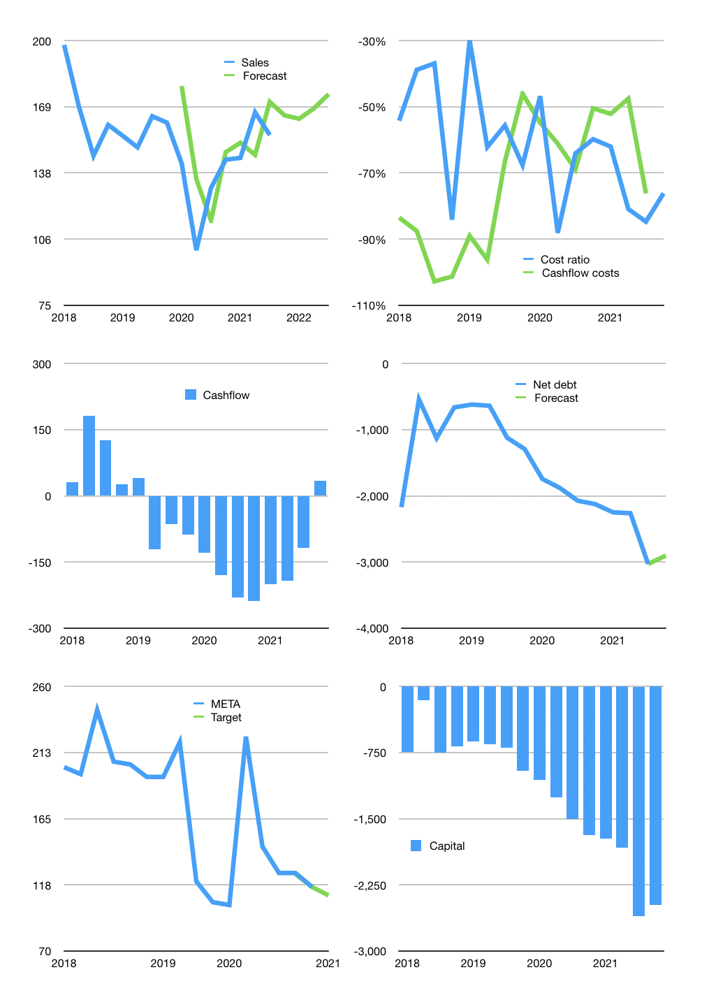 200
169
138
106
75
Sales
Forecast
2018 2019 2020 2021 2022
-30%
-50%
-70%
-90%
-110%
Cost ratio
Cashflow costs
2018 2019 2020 2021
300
150
0
-150
-300
Cashflow
2018 2019 2020 2021
0
-1,000
-2,000
-3,000
-4,000
Net debt
Forecast
2018 2019 2020 2021
260
213
165
118
70
META
Target
2018 2019 2020 2021
0
-750
-1,500
-2,250
-3,000
Capital
2018 2019 2020 2021